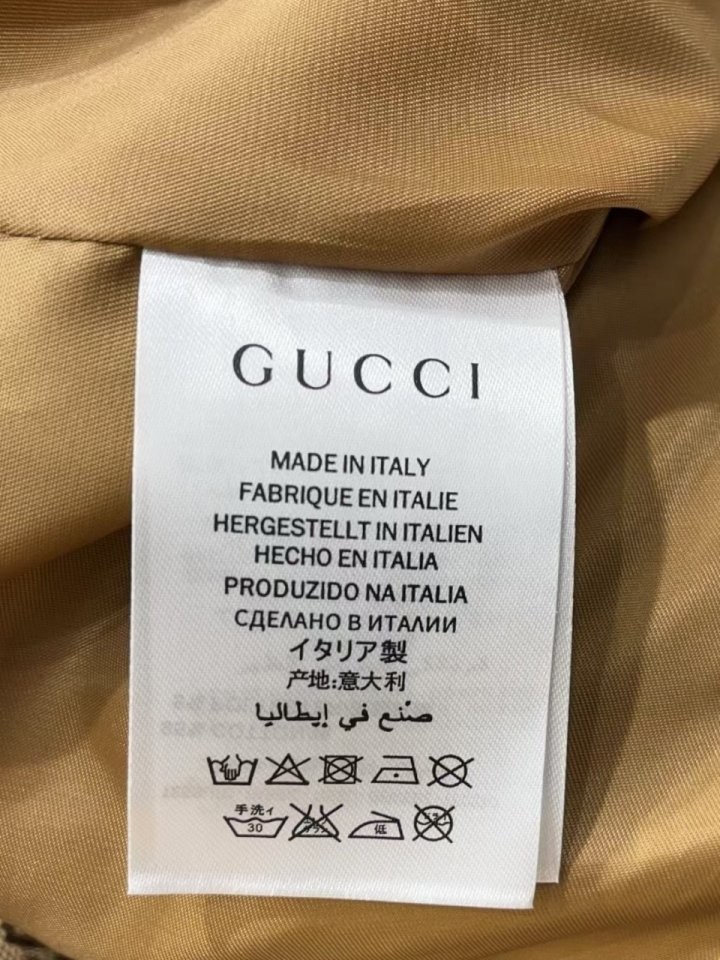 GUCCI
MADE IN ITALY
FABRIQUE EN ITALIE
HERGESTELLT IN ITALIEN
HECHO EN ITALIA
PRODUZIDO NA ITALIA
СДЕЛАНО В ИТАЛИИ
イタリア製
产地:意大利
صنع في إيطاليا
手洗イ
30
低